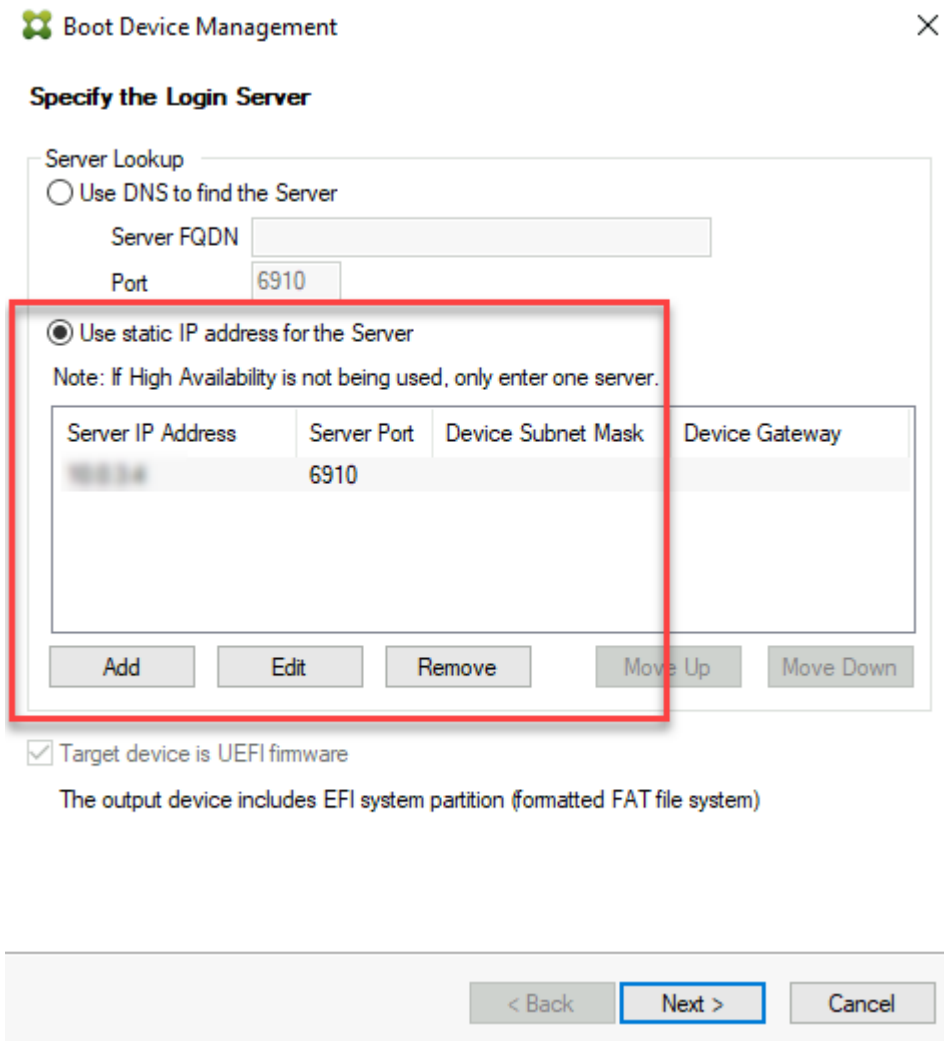 Boot Device Management
Specify the Login Server
Server Lookup
Use DNS to find the Server
Server FQDN
Port 6910
Use static IP address for the Server
Note: If High Availability is not being used, only enter one server.
Server IP Address Server Port Device Subnet Mask Device Gateway
6910
Add Edit Remove Move Up Move Down
Target device is UEFI firmware
The output device includes EFI system partition (formatted FAT file system)
< Back Next > Cancel